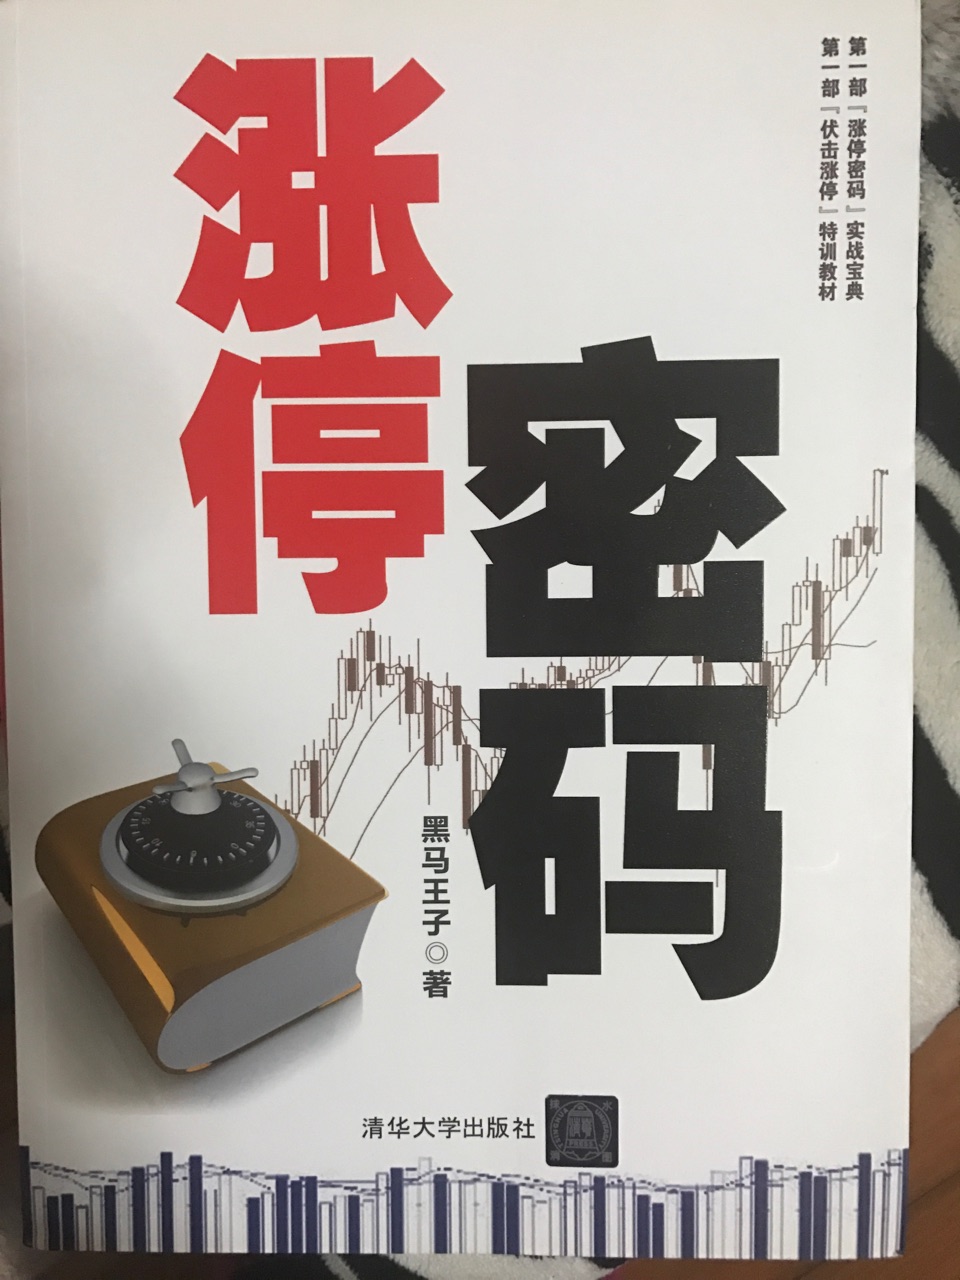 第一部『涨停密码』实战宝典
第一部『伏击涨停』特训教材
涨停
密码
黑马王子◎著
清华大学出版社